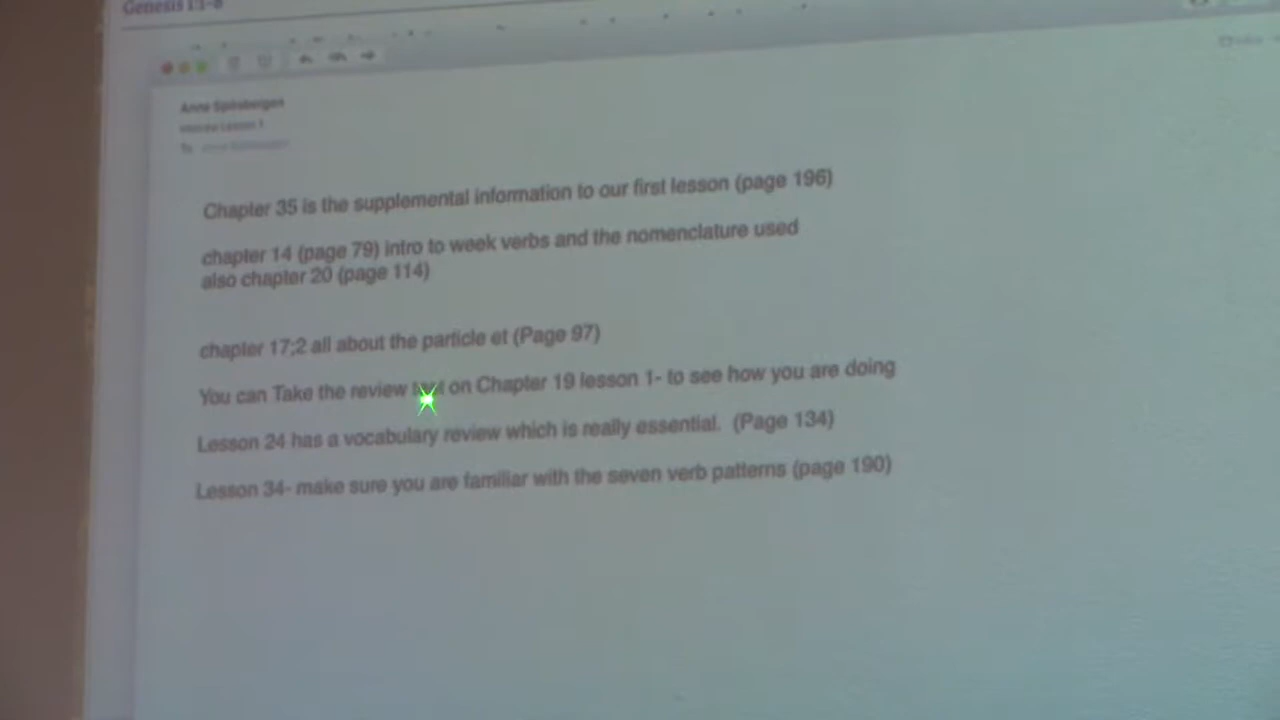 Genesis 1:1-8
Chapter 35 is the supplemental information to our first lesson (page 196)
chapter 14 (page 79) intro to week verbs and the nomenclature used
also chapter 20 (page 114)
chapter 17;2 all about the particle et (Page 97)
You can Take the review on Chapter 19 lesson 1- to see how you are doing
Lesson 24 has a vocabulary review which is really essential. (Page 134)
Lesson 34- make sure you are familiar with the seven verb patterns (page 190)